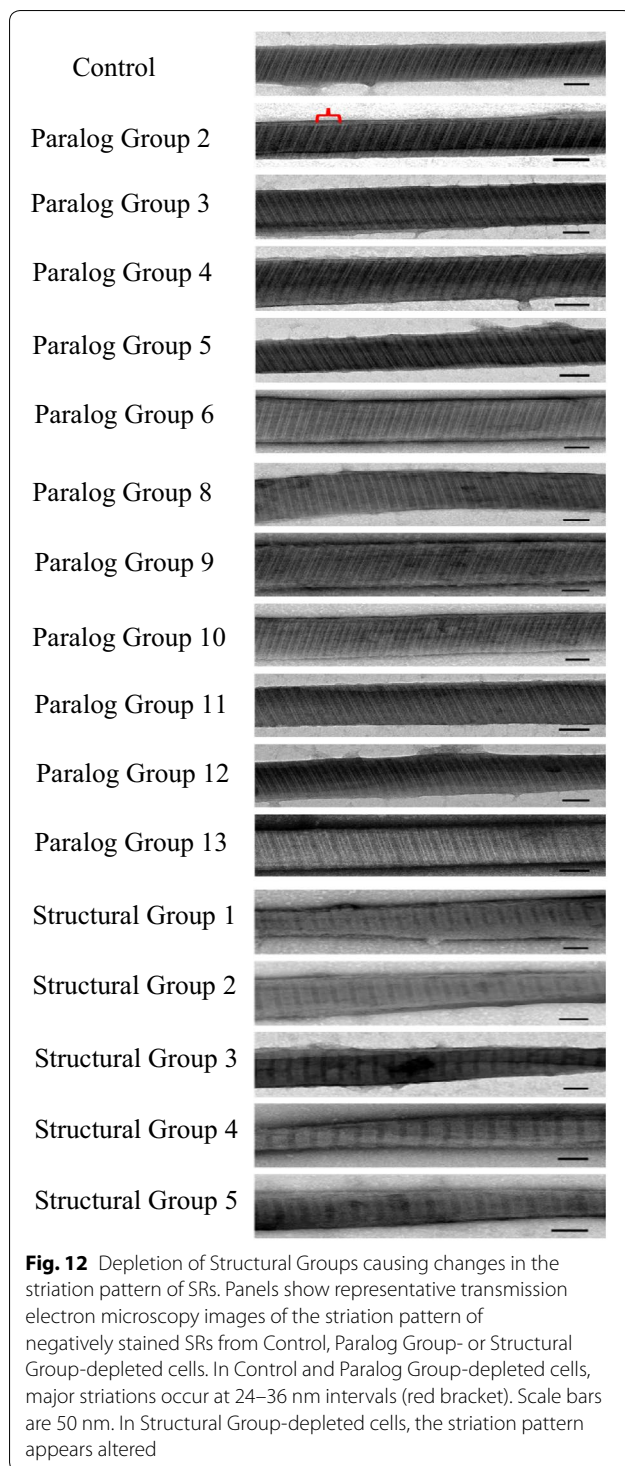 Control
Paralog Group 2
Paralog Group 3
Paralog Group 4
Paralog Group 5
Paralog Group 6
Paralog Group 8
Paralog Group 9
Paralog Group 10
Paralog Group 11
Paralog Group 12
Paralog Group 13
Structural Group 1
Structural Group 2
Structural Group 3
Structural Group 4
Structural Group 5
Fig. 12 Depletion of Structural Groups causing changes in the
striation pattern of SRs. Panels show representative transmission
electron microscopy images of the striation pattern of
negatively stained SRs from Control, Paralog Group- or Structural
Group-depleted cells. In Control and Paralog Group-depleted cells,
major striations occur at 24–36 nm intervals (red bracket). Scale bars
are 50 nm. In Structural Group-depleted cells, the striation pattern
appears altered